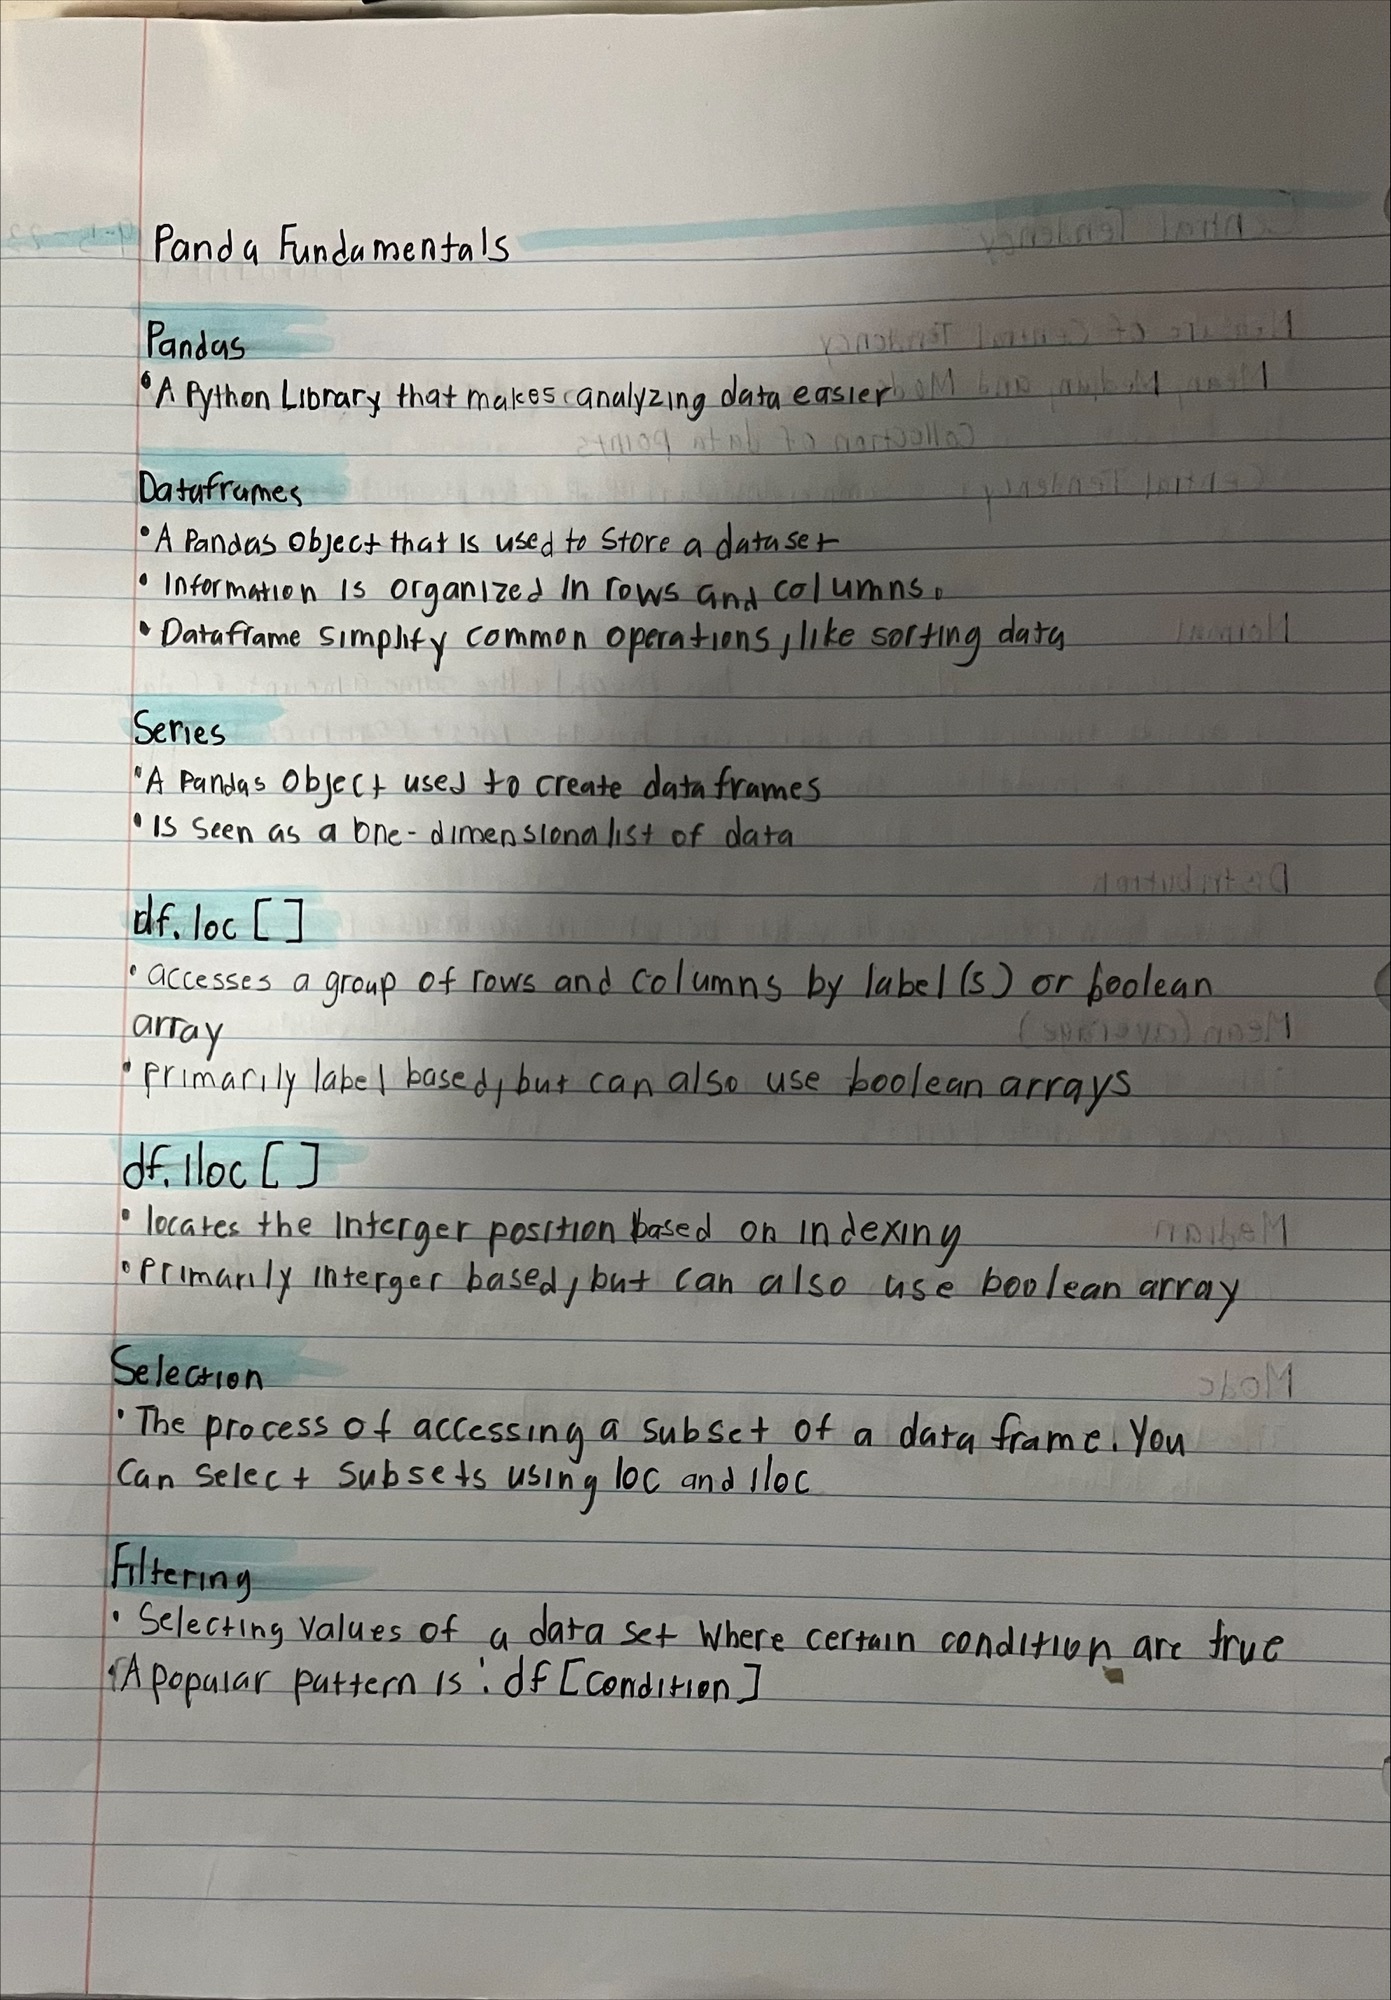 Panda Fundamentals
Pandas
• A Python Library that makes analyzing data easier
Dataframes
• A Pandas Object that is used to store a dataset
• Information is organized in rows and columns.
• Dataframe simplify common operations, like sorting data
Series
• A Pandas Object used to create dataframes
• Is seen as a one-dimensional list of data
df.loc []
• accesses a group of rows and columns by label(s) or boolean
array
• Primarily label based, but can also use boolean arrays
df.iloc []
• locates the interger position based on indexing
• Primarily interger based, but can also use boolean array
Selection
• The process of accessing a subset of a data frame. You
can select subsets using loc and iloc
Filtering
• Selecting values of a data set where certain condition are true
• A popular pattern is: df [condition]